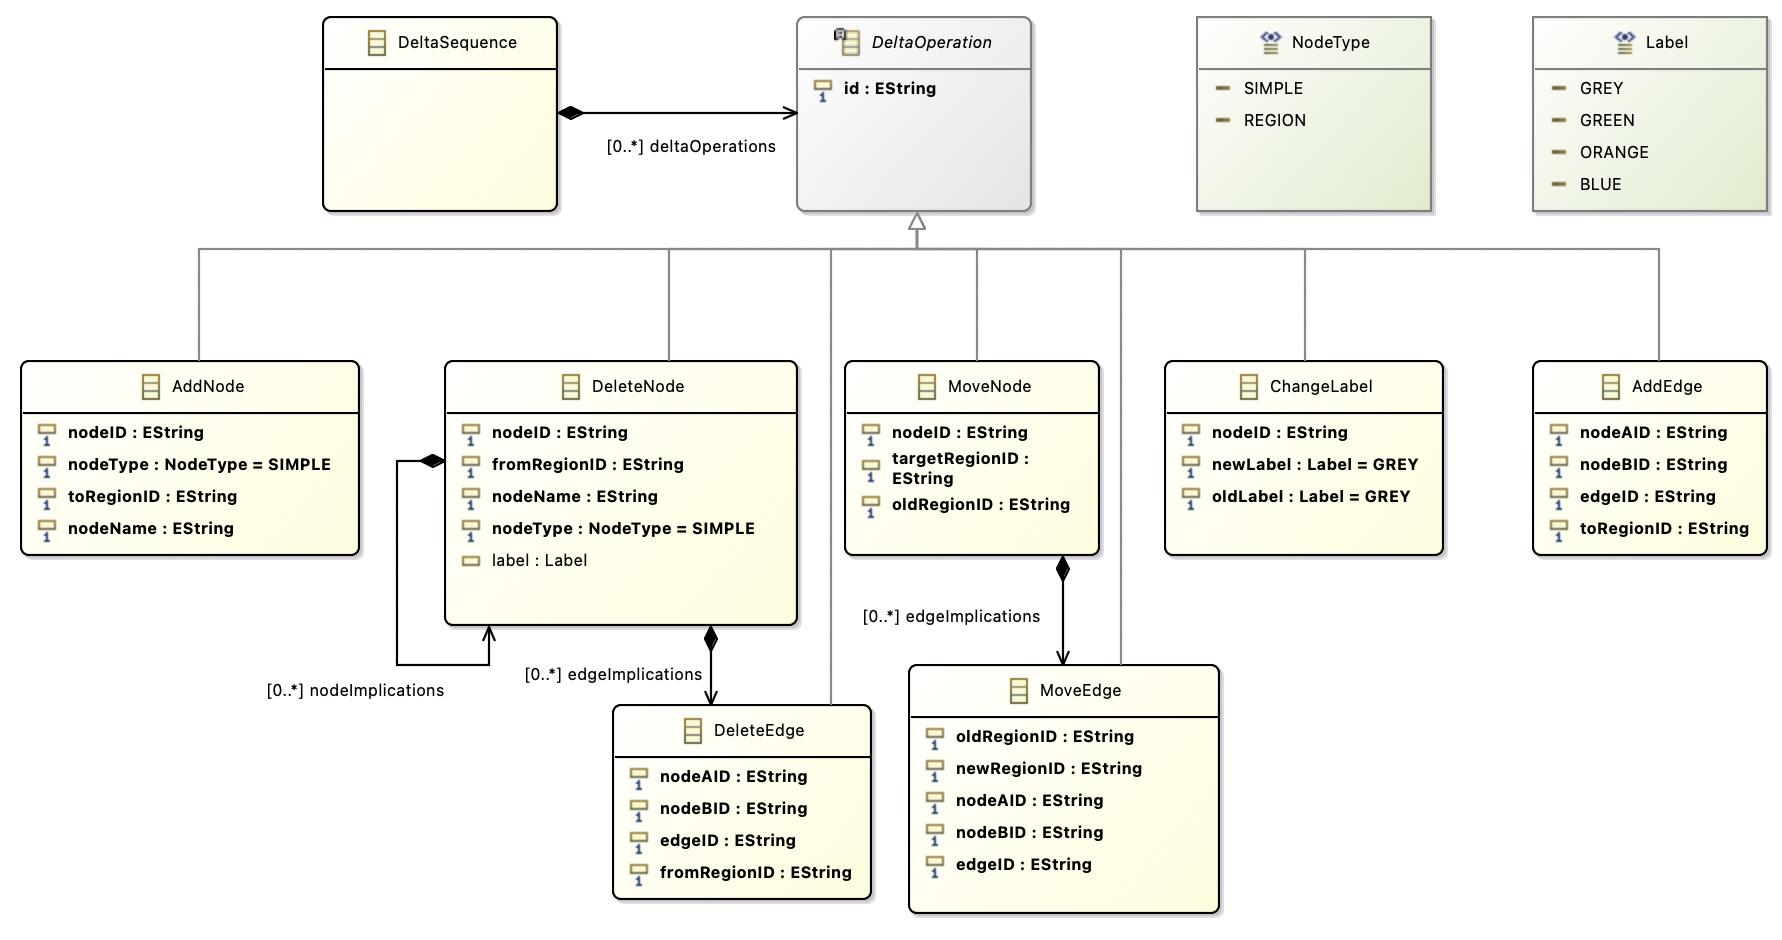 DeltaSequence
[0..*] deltaOperations
DeltaOperation
id : EString
NodeType
SIMPLE
REGION
Label
GREY
GREEN
ORANGE
BLUE
AddNode
nodeID : EString
nodeType : NodeType = SIMPLE
toRegionID : EString
nodeName : EString
DeleteNode
nodeID : EString
fromRegionID : EString
nodeName : EString
nodeType : NodeType = SIMPLE
label : Label
MoveNode
nodeID : EString
targetRegionID :
EString
oldRegionID : EString
ChangeLabel
nodeID : EString
newLabel : Label = GREY
oldLabel : Label = GREY
AddEdge
nodeAID : EString
nodeBID : EString
edgeID : EString
toRegionID : EString
[0..*] nodeImplications
[0..*] edgeImplications
[0..*] edgeImplications
DeleteEdge
nodeAID : EString
nodeBID : EString
edgeID : EString
fromRegionID : EString
MoveEdge
oldRegionID : EString
newRegionID : EString
nodeAID : EString
nodeBID : EString
edgeID : EString